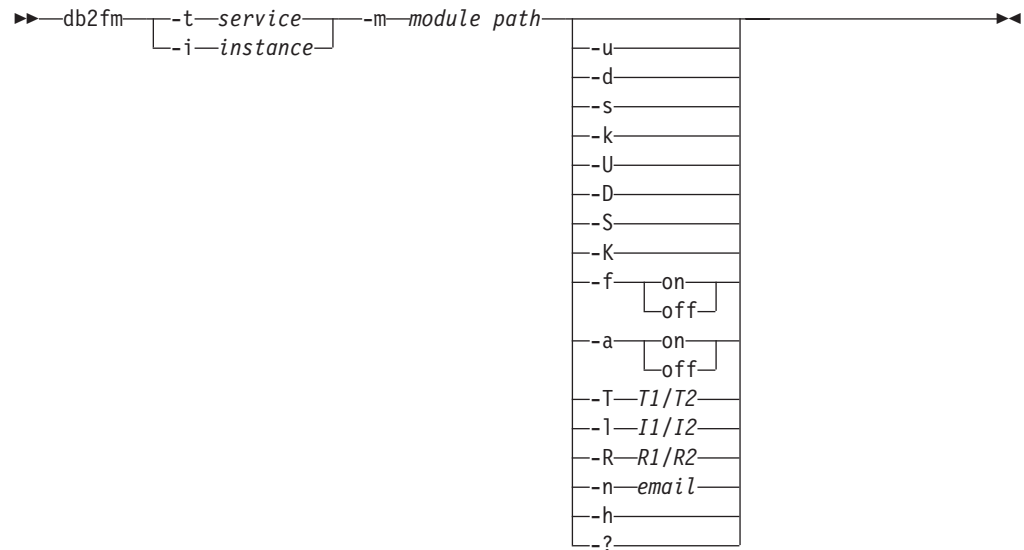 db2fm -t service -m module path
-i instance
-u
-d
-s
-k
-U
-D
-S
-K
-f on
off
-a on
off
-T T1/T2
-l I1/I2
-R R1/R2
-n email
-h
-?